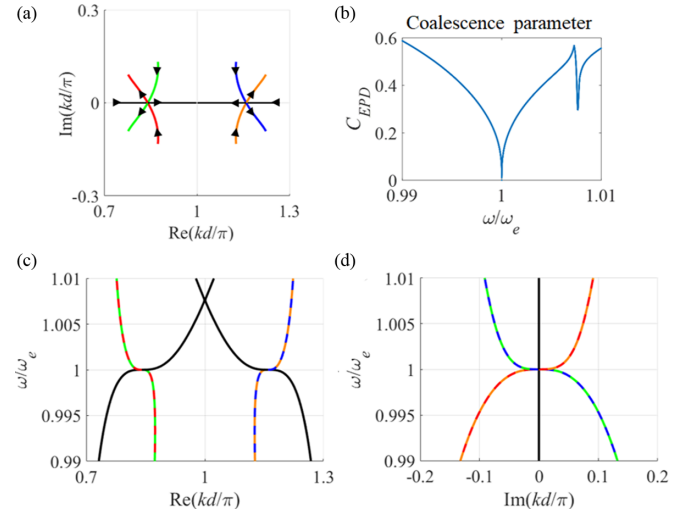 (a)
0.3
0
-0.3
Im(kd/π)
0.7
1
1.3
Re(kd/π)
(b)
Coalescence parameter
0.6
0.4
0.2
0
C_EPD
0.99
1
1.01
ω/ω_e
(c)
1.01
1.005
1
0.995
0.99
ω/ω_e
0.7
1
1.3
Re(kd/π)
(d)
1.01
1.005
1
0.995
0.99
ω/ω_e
-0.2
-0.1
0
0.1
0.2
Im(kd/π)